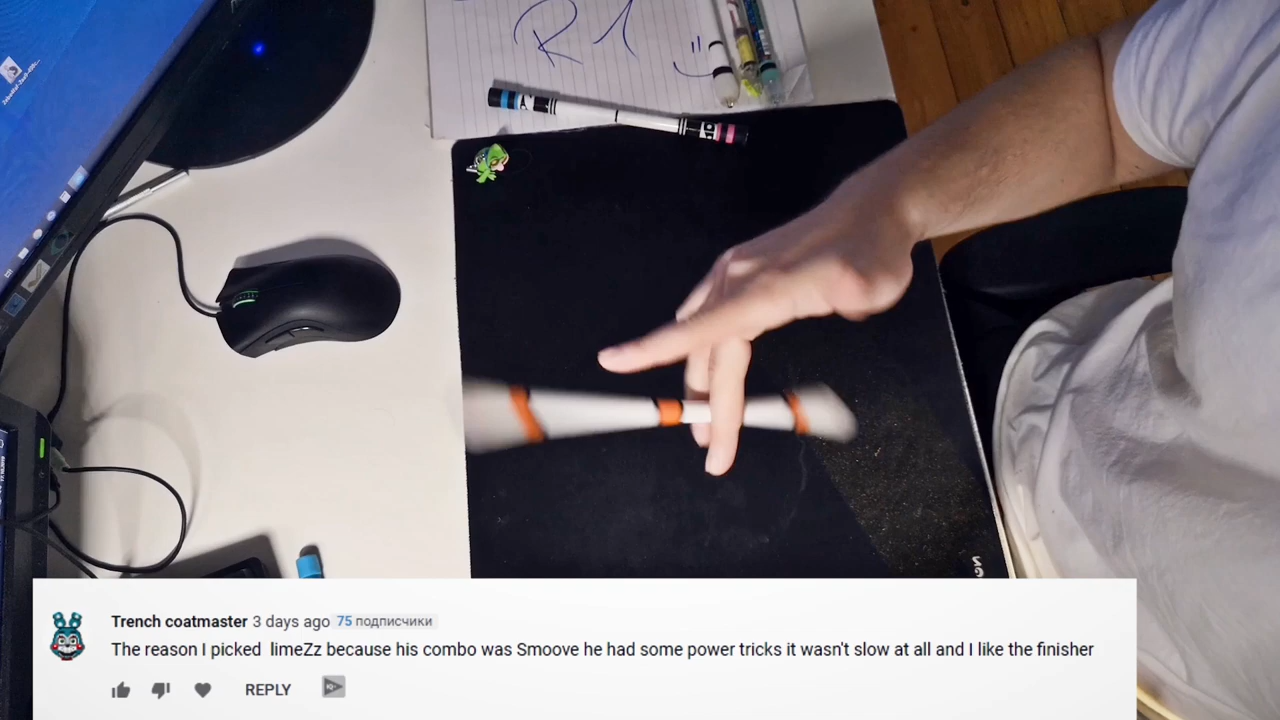 R1
Trench coatmaster 3 days ago 75 подписчики
The reason I picked limeZz because his combo was Smoove he had some power tricks it wasn't slow at all and I like the finisher
REPLY